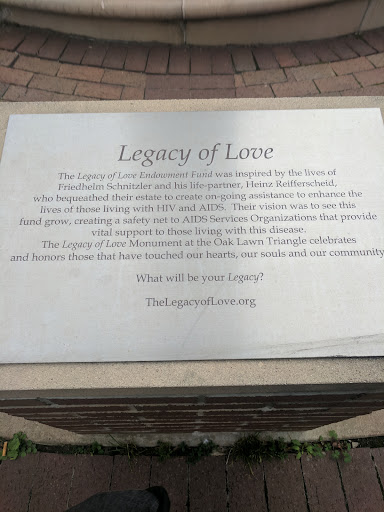 Legacy of Love
The Legacy of Love Endowment Fund was inspired by the lives of
Friedhelm Schnitzler and his life-partner, Heinz Reifferscheid,
who bequeathed their estate to create on-going assistance to enhance the
lives of those living with HIV and AIDS. Their vision was to see this
fund grow, creating a safety net to AIDS Services Organizations that provide
vital support to those living with this disease.
The Legacy of Love Monument at the Oak Lawn Triangle celebrates
and honors those that have touched our hearts, our souls and our community
What will be your Legacy?
TheLegacyofLove.org